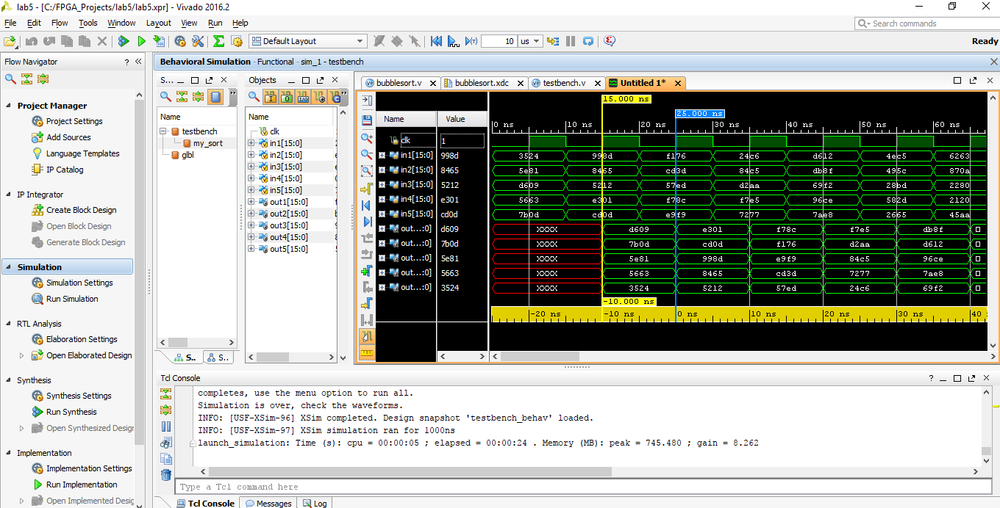 lab5 - [C:/FPGA_Projects/lab5/lab5.xpr] - Vivado 2016.2
File Edit Flow Tools Window Layout View Run Help
Search commands
Default Layout
10 us
Ready
Flow Navigator ? «
Project Manager
Project Settings
Add Sources
Language Templates
IP Catalog
IP Integrator
Create Block Design
Open Block Design
Generate Block Design
Simulation
Simulation Settings
Run Simulation
RTL Analysis
Elaboration Settings
Open Elaborated Design
Synthesis
Synthesis Settings
Run Synthesis
Open Synthesized Design
Implementation
Implementation Settings
Run Implementation
Open Implemented Desig
Behavioral Simulation - Functional - sim_1 - testbench
S...
Name
testbench
my_sort
glbl
S.. S..
Objects
Name
clk
in1[15:0] 2
in2[15:0] e
in3[15:0] e
in4[15:0]
in5[15:0]
out1[15:0] f
out2[15:0] b
out3[15:0] 9
out4[15:0] 8
out5[15:0]
bubblesort.v bubblesort.xdc testbench.v Untitled 1*
15.000 ns
25.000 ns
Name Value 0 ns 10 ns 20 ns 30 ns 40 ns 50 ns 60 ns
clk 1
in1[15:0] 998d 3524 998d f176 24c6 d612 4ec5 6263
in2[15:0] 8465 5e81 8465 cd3d 84c5 db8f 495c 870a
in3[15:0] 5212 d609 5212 57ed d2aa 69f2 28bd 2280
in4[15:0] e301 5663 e301 f78c f7e5 96ce 582d 2120
in5[15:0] cd0d 7b0d cd0d e9f9 7277 7ae8 2665 45aa
out...:0] d609 XXXX d609 e301 f78c f7e5 db8f
out...:0] 7b0d XXXX 7b0d cd0d f176 d2aa d612
out...:0] 5e81 XXXX 5e81 998d e9f9 84c5 96ce
out...:0] 5663 XXXX 5663 8465 cd3d 7277 7ae8
out...:0] 3524 XXXX 3524 5212 57ed 24c6 69f2
-10.000 ns
-20 ns -10 ns 0 ns 10 ns 20 ns 30 ns 40
Tcl Console
completes, use the menu option to run all.
Simulation is over, check the waveforms.
INFO: [USF-XSim-96] XSim completed. Design snapshot 'testbench_behav' loaded.
INFO: [USF-XSim-97] XSim simulation ran for 1000ns
launch_simulation: Time (s): cpu = 00:00:05 ; elapsed = 00:00:24 . Memory (MB): peak = 745.480 ; gain = 8.262
Type a Tcl command here
Tcl Console Messages Log